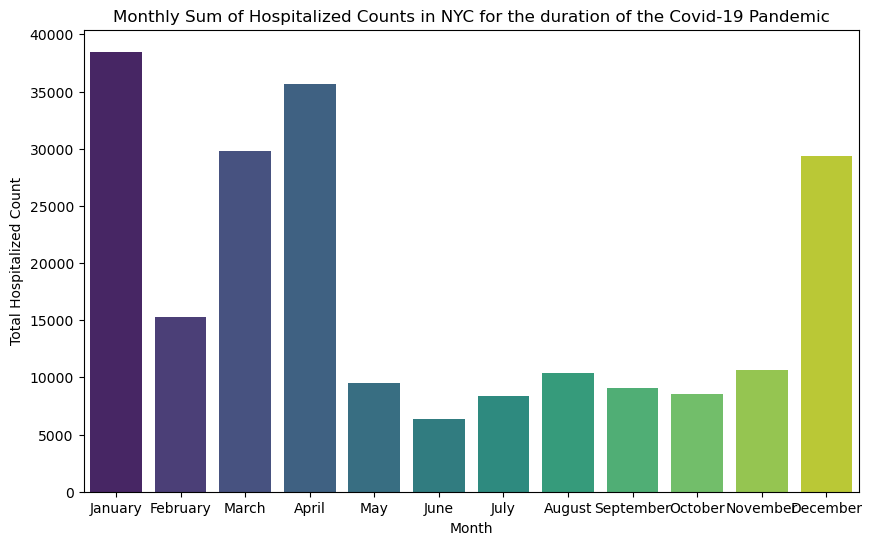 Monthly Sum of Hospitalized Counts in NYC for the duration of the Covid-19 Pandemic
40000
35000
30000
25000
20000
15000
10000
5000
0
Total Hospitalized Count
January February March April May June July August September October November December
Month